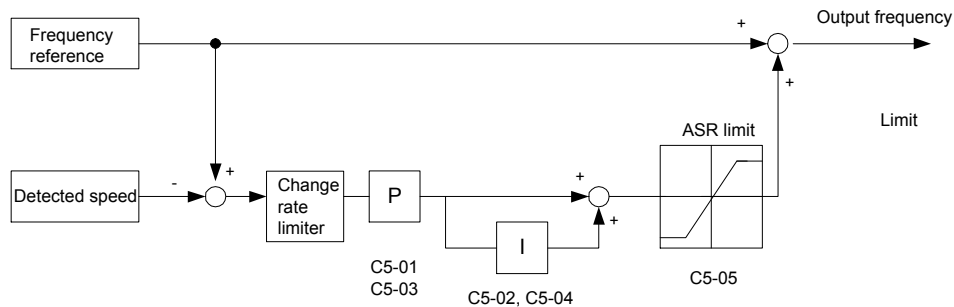 Frequency
reference
+
Output frequency
+
+
Limit
ASR limit
Detected speed
-
+
Change
rate
limiter
P
+
+
I
C5-01
C5-03
C5-02, C5-04
C5-05